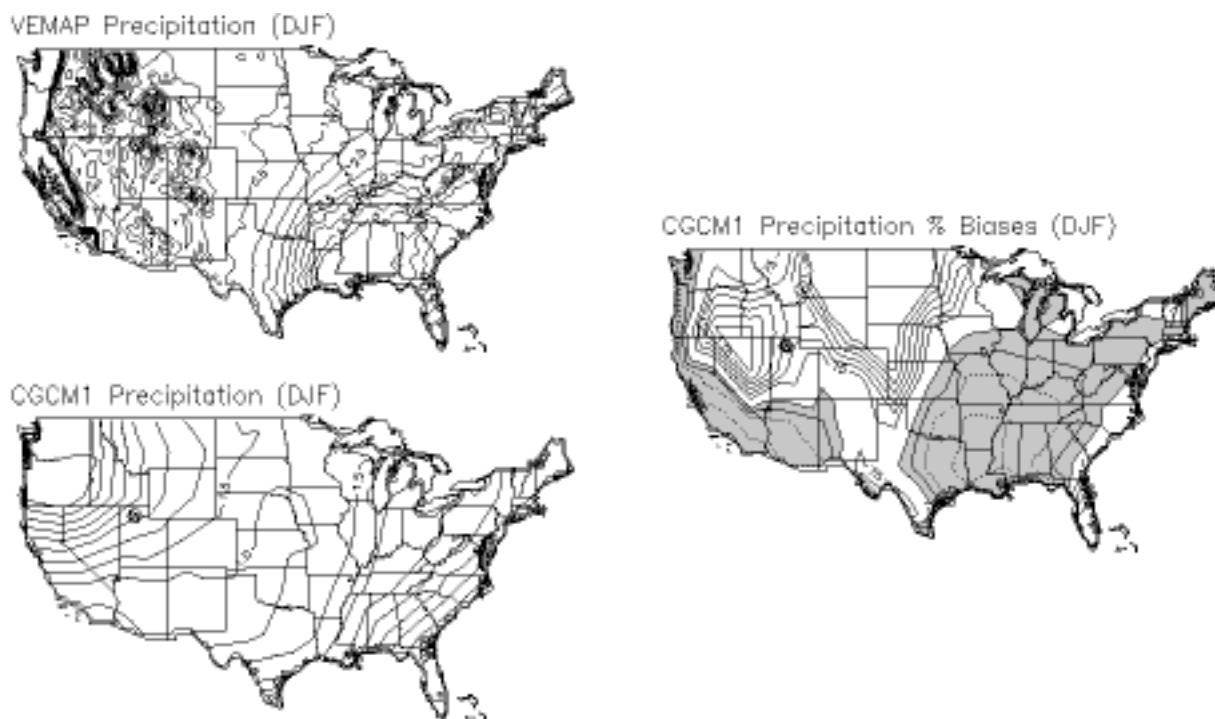 VEMAP Precipitation (DJF)
CGCM1 Precipitation % Biases (DJF)
CGCM1 Precipitation (DJF)